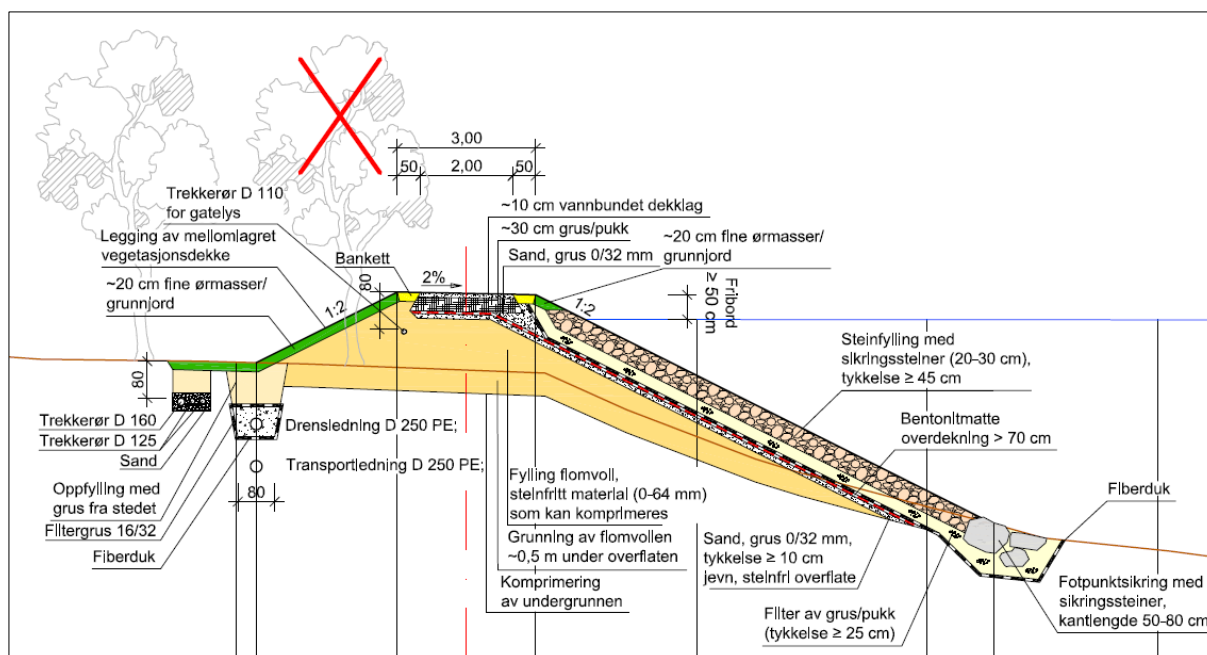 3,00
50
2,00
50
Trekkerør D 110
for gatelys
~10 cm vannbundet dekklag
~30 cm grus/pukk
Sand, grus 0/32 mm
~20 cm fine ørmasser/
grunnjord
Legging av mellomlagret
vegetasjonsdekke
~20 cm fine ørmasser/
grunnjord
Bankett
2%
80
1:2
1:2
Fribord
≥ 50 cm
80
Steinfylling med
sikringssteiner (20-30 cm),
tykkelse ≥ 45 cm
Bentonitmatte
overdekning > 70 cm
Trekkerør D 160
Trekkerør D 125
Sand
Oppfylling med
grus fra stedet
Filtergrus 16/32
Fiberduk
Drensledning D 250 PE;
Transportledning D 250 PE;
80
Fylling flomvoll,
steinfritt material (0-64 mm)
som kan komprimeres
Grunning av flomvollen
~0,5 m under overflaten
Komprimering
av undergrunnen
Sand, grus 0/32 mm,
tykkelse ≥ 10 cm
jevn, steinfri overflate
Filter av grus/pukk
(tykkelse ≥ 25 cm)
Fiberduk
Fotpunktsikring med
sikringssteiner,
kantlengde 50-80 cm